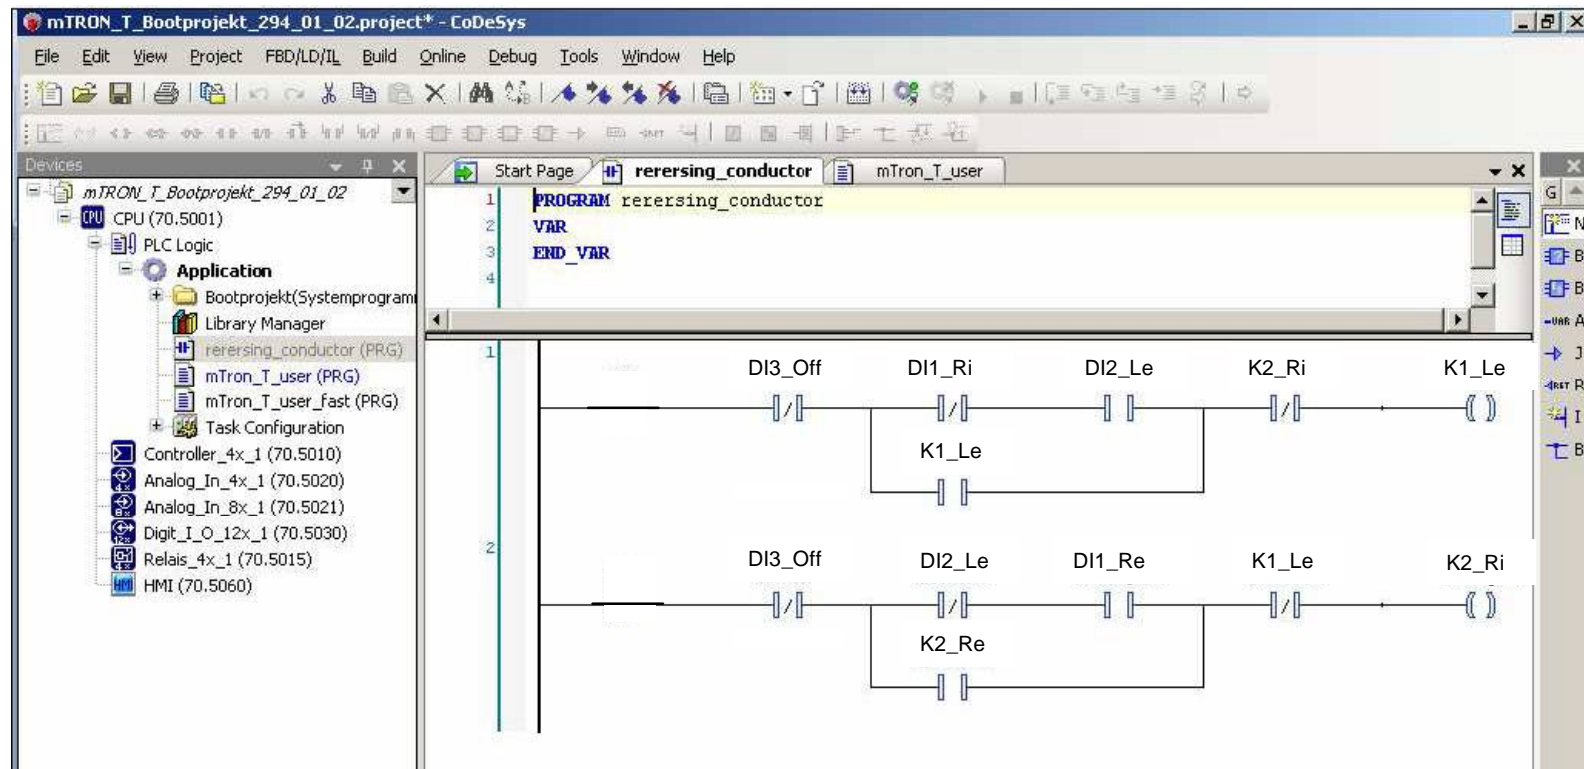 mTRON_T_Bootprojekt_294_01_02.project* - CoDeSys
File Edit View Project FBD/LD/IL Build Online Debug Tools Window Help
Devices
mTRON_T_Bootprojekt_294_01_02
CPU CPU (70.5001)
PLC Logic
Application
Bootprojekt(Systemprogram
Library Manager
rerersing_conductor (PRG)
mTron_T_user (PRG)
mTron_T_user_fast (PRG)
Task Configuration
Controller_4x_1 (70.5010)
Analog_In_4x_1 (70.5020)
Analog_In_8x_1 (70.5021)
Digit_I_O_12x_1 (70.5030)
Relais_4x_1 (70.5015)
HMI HMI (70.5060)
Start Page rerersing_conductor mTron_T_user
1 PROGRAM rerersing_conductor
2 VAR
3 END_VAR
4
1
DI3_Off DI1_Ri DI2_Le K2_Ri K1_Le
K1_Le
2
DI3_Off DI2_Le DI1_Re K1_Le K2_Ri
K2_Re
G
N
B
B
A
J
R
I
B